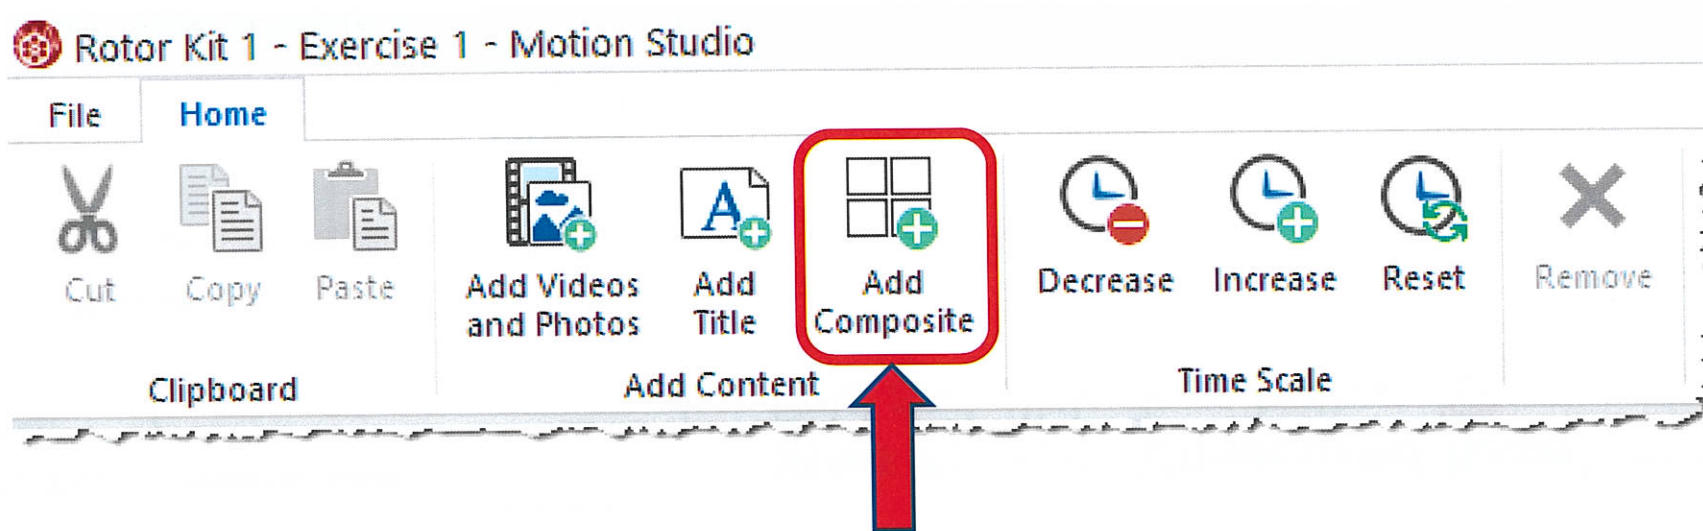 Rotor Kit 1 - Exercise 1 - Motion Studio
File Home
Cut Copy Paste Add Videos and Photos Add Title Add Composite Decrease Increase Reset Remove
Clipboard Add Content Time Scale